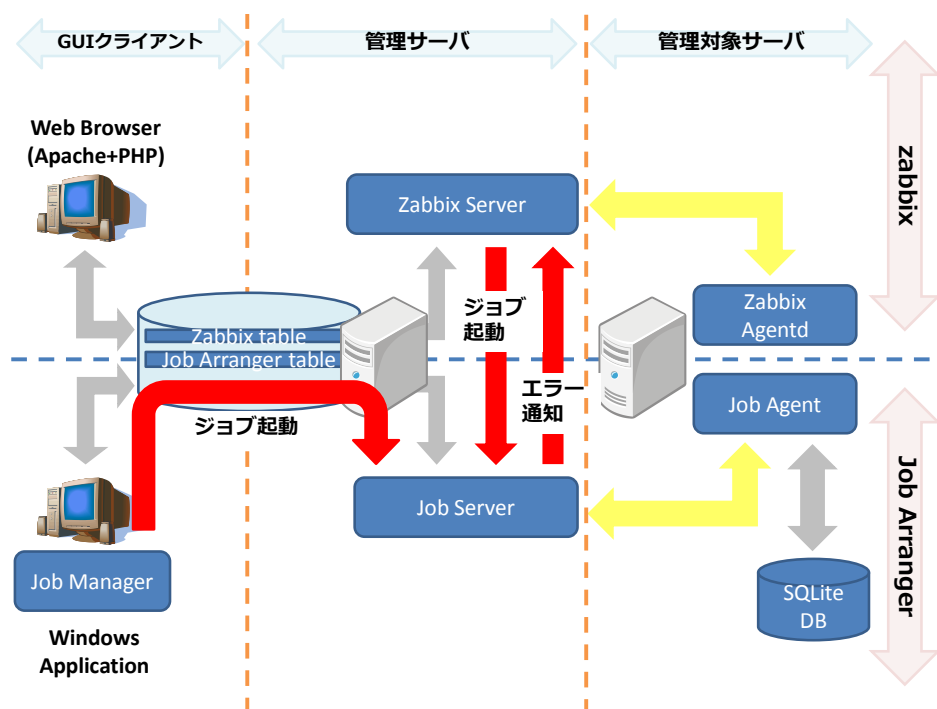 GUIクライアント
管理サーバ
管理対象サーバ
zabbix
Web Browser
(Apache+PHP)
Zabbix Server
Zabbix
Agentd
ジョブ
起動
Zabbix table
Job Arranger table
エラー
通知
ジョブ起動
Job Agent
Job Server
Job Arranger
Job Manager
SQLite
DB
Windows
Application